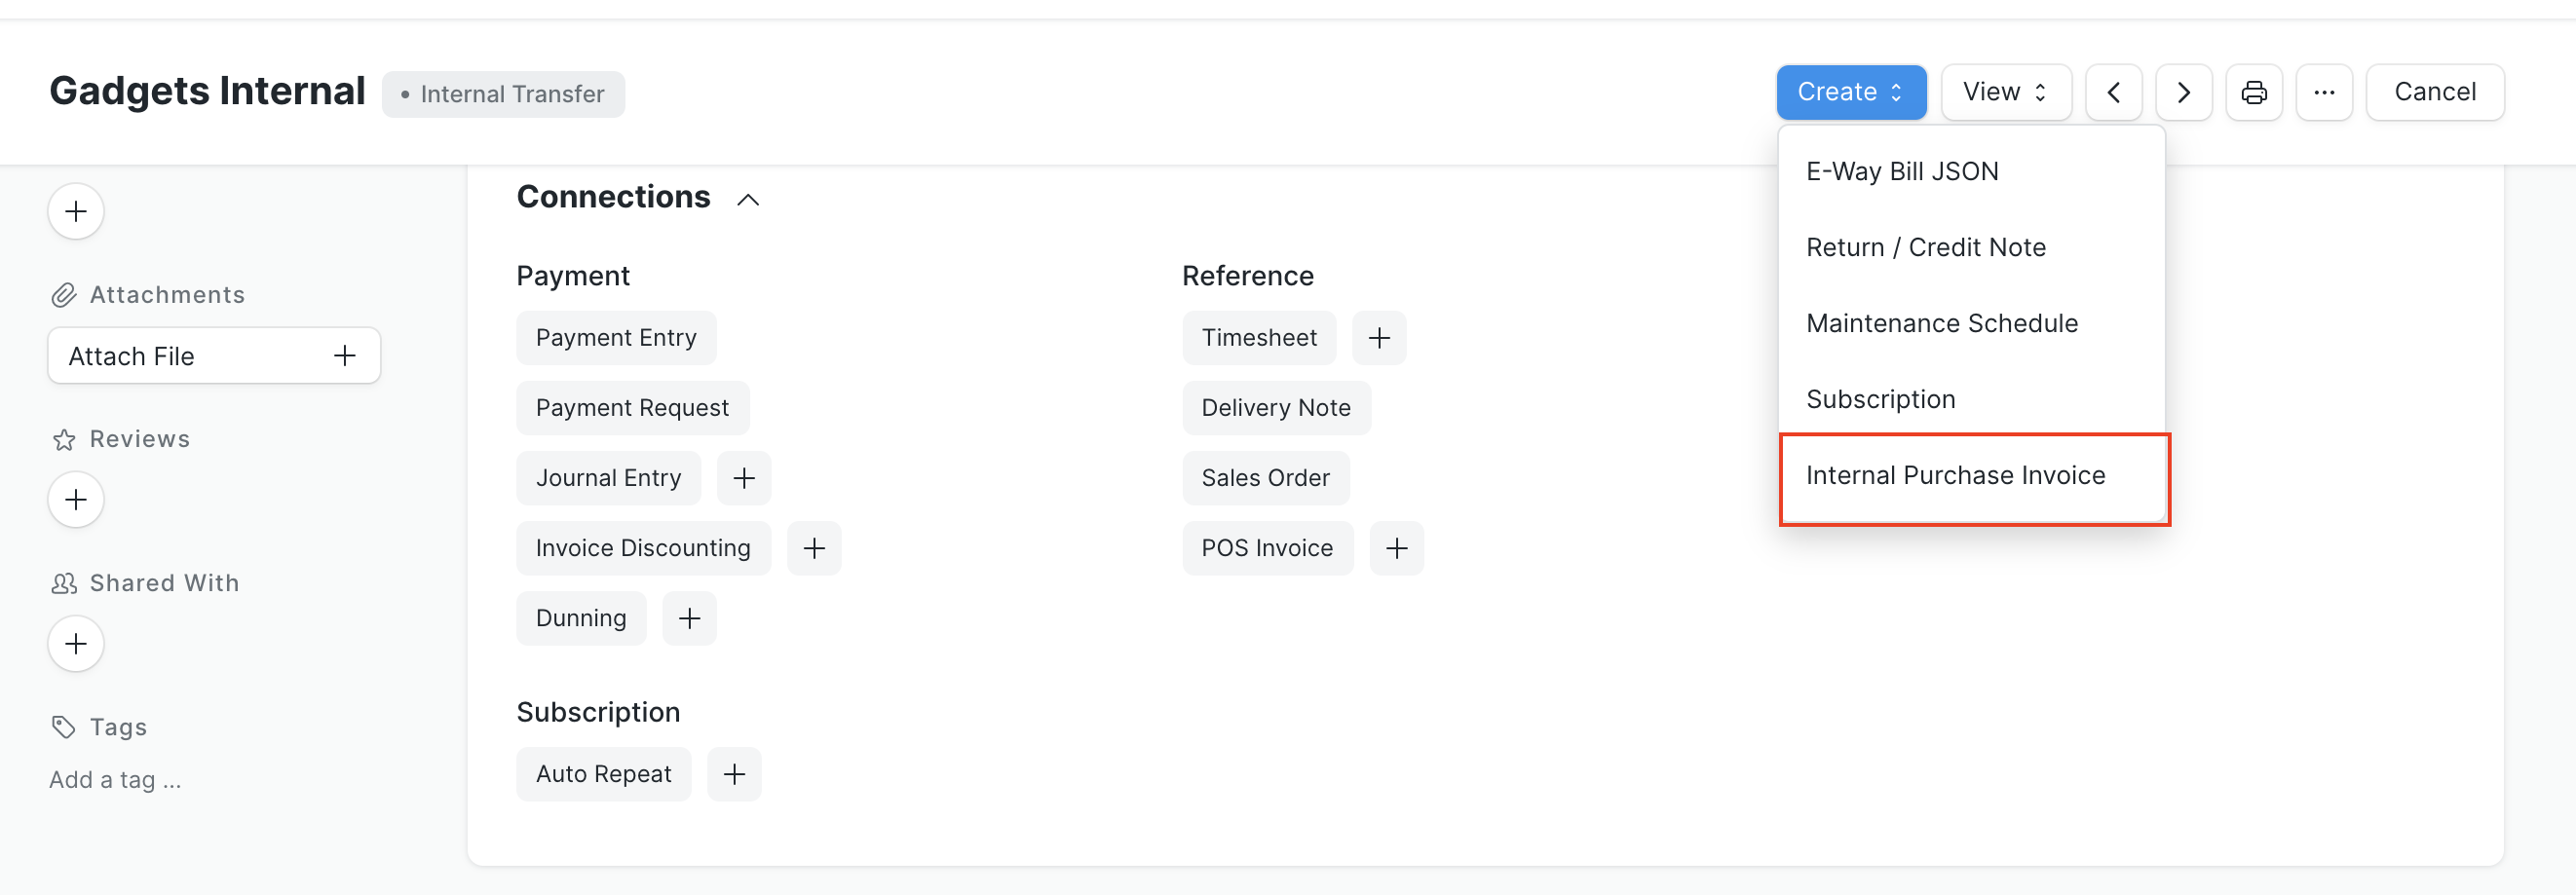 Gadgets Internal
• Internal Transfer
Create
View
...
Cancel
E-Way Bill JSON
Return / Credit Note
Maintenance Schedule
Subscription
Internal Purchase Invoice
Attachments
Attach File
Reviews
Shared With
Tags
Add a tag ...
Connections
Payment
Payment Entry
Payment Request
Journal Entry
Invoice Discounting
Dunning
Subscription
Auto Repeat
Reference
Timesheet
Delivery Note
Sales Order
POS Invoice